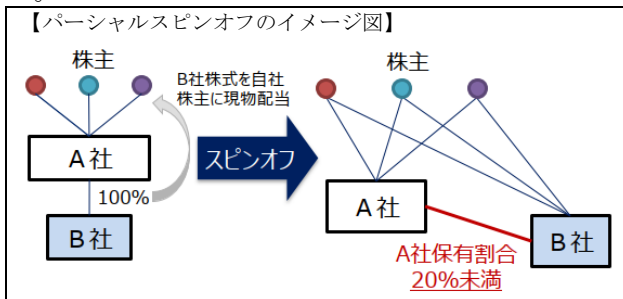 。
【パーシャルスピンオフのイメージ図】
株主
B社株式を自社
株主に現物配当
A社
100%
B社
スピンオフ
株主
A社
B社
A社保有割合
20%未満